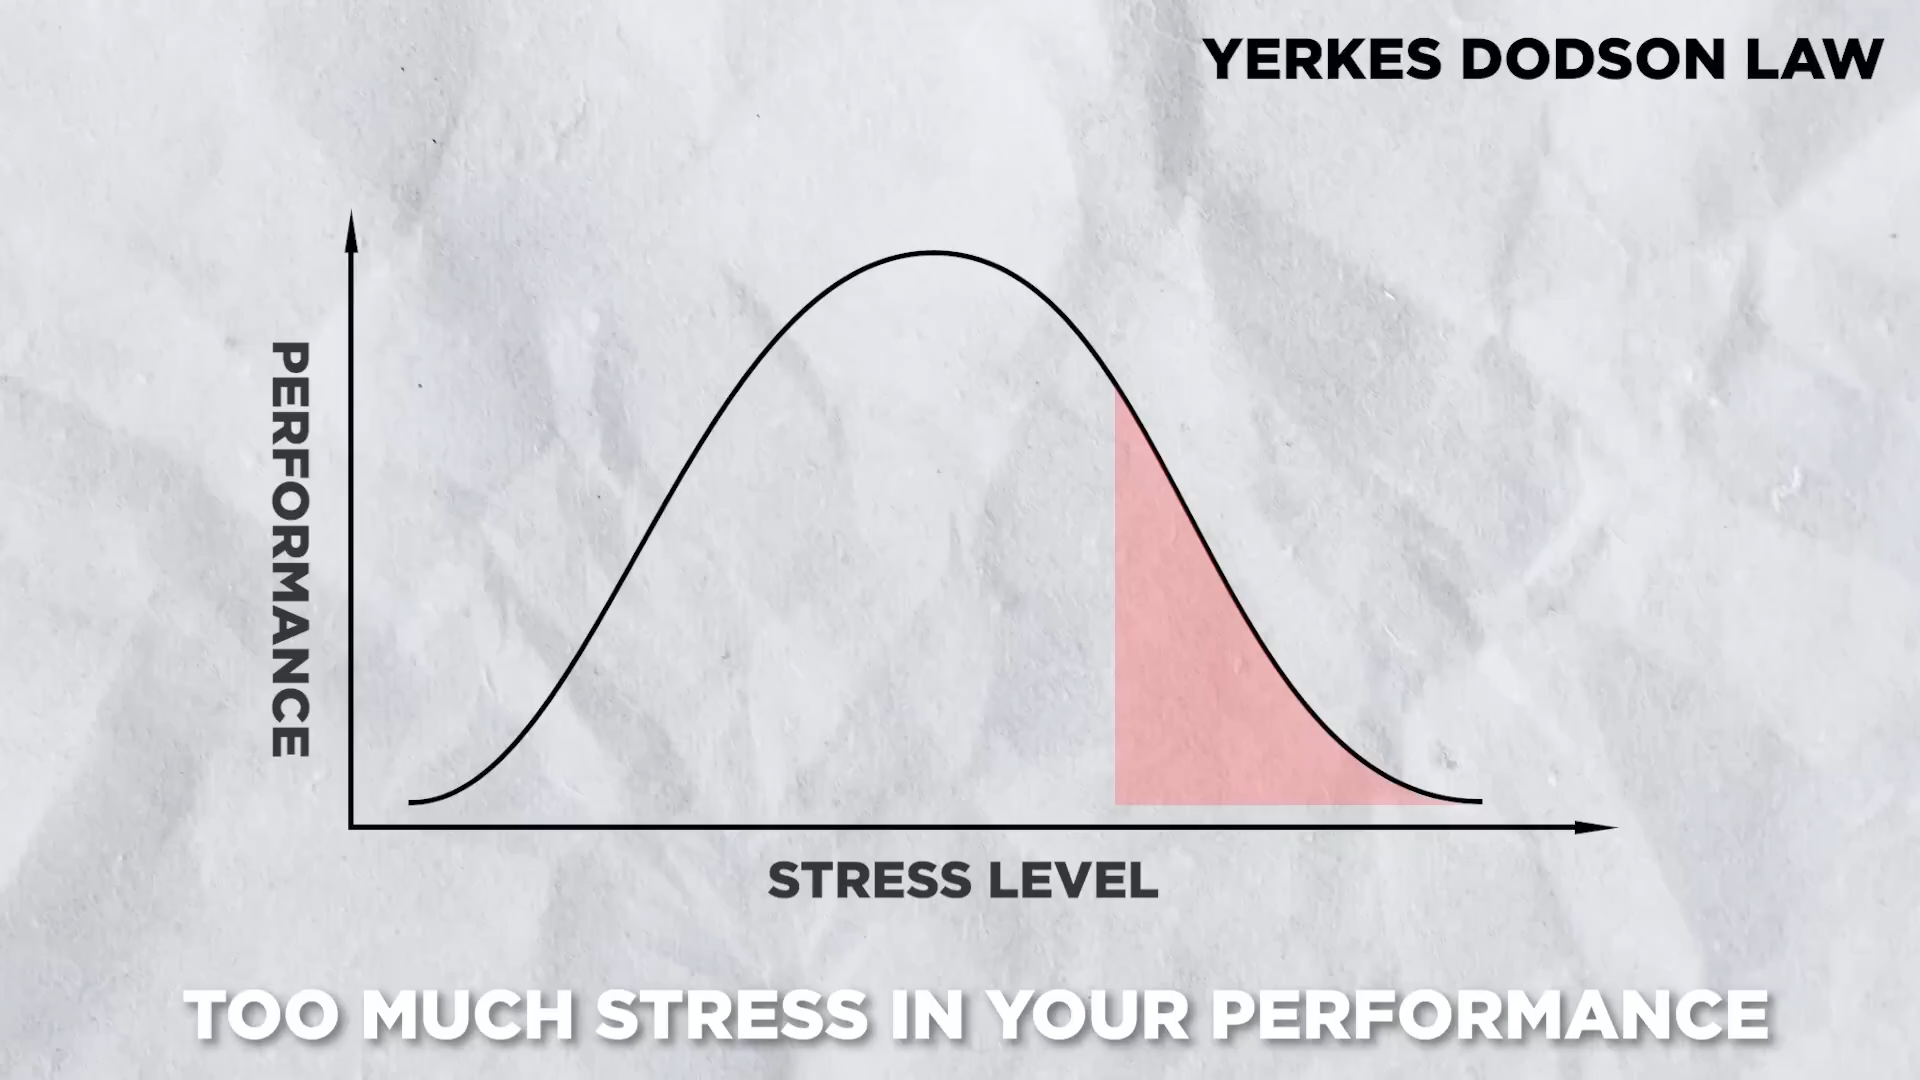 YERKES DODSON LAW
PERFORMANCE
STRESS LEVEL
TOO MUCH STRESS IN YOUR PERFORMANCE